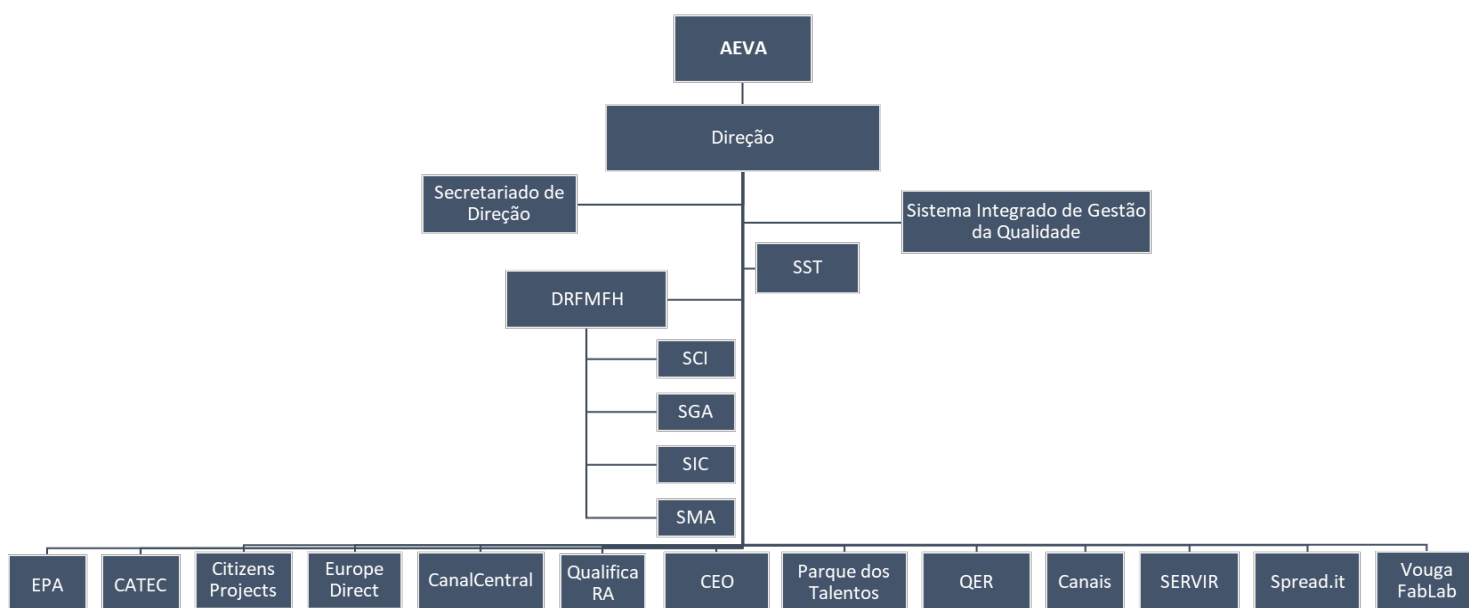 AEVA
Direção
Secretariado de
Direção
Sistema Integrado de Gestão
da Qualidade
SST
DRFMFH
SCI
SGA
SIC
SMA
EPA
CATEC
Citizens
Projects
Europe
Direct
CanalCentral
Qualifica
RA
CEO
Parque dos
Talentos
QER
Canais
SERVIR
Spread.it
Vouga
FabLab